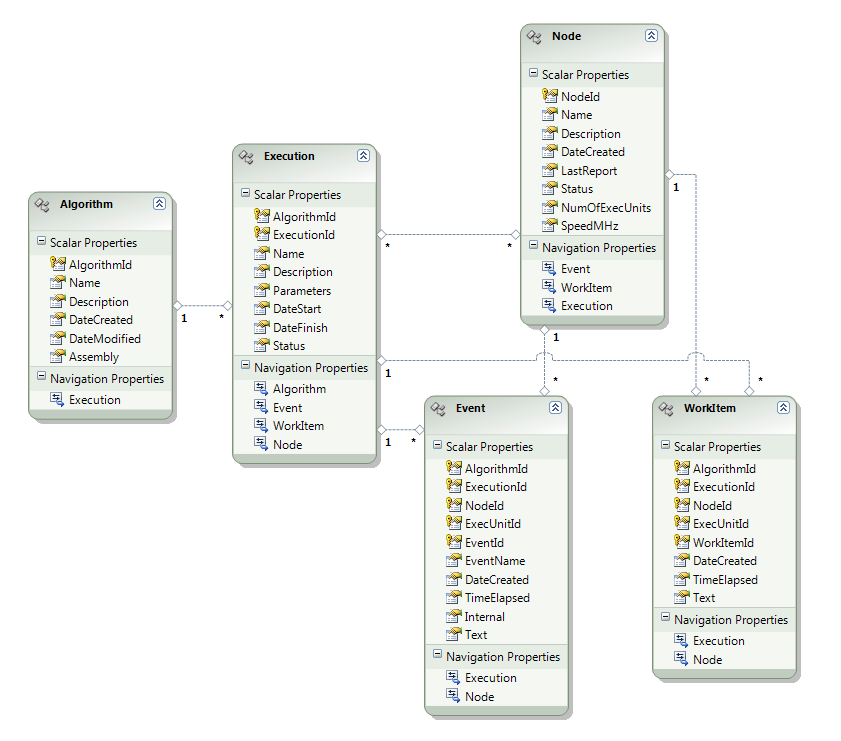 Algorithm
Scalar Properties
AlgorithmId
Name
Description
DateCreated
DateModified
Assembly
Navigation Properties
Execution
1
*
Execution
Scalar Properties
AlgorithmId
ExecutionId
Name
Description
Parameters
DateStart
DateFinish
Status
Navigation Properties
Algorithm
Event
WorkItem
Node
*
*
1
*
1
*
Node
Scalar Properties
NodeId
Name
Description
DateCreated
LastReport
Status
NumOfExecUnits
SpeedMHz
Navigation Properties
Event
WorkItem
Execution
1
*
1
*
Event
Scalar Properties
AlgorithmId
ExecutionId
NodeId
ExecUnitId
EventId
EventName
DateCreated
TimeElapsed
Internal
Text
Navigation Properties
Execution
Node
WorkItem
Scalar Properties
AlgorithmId
ExecutionId
NodeId
ExecUnitId
WorkItemId
DateCreated
TimeElapsed
Text
Navigation Properties
Execution
Node